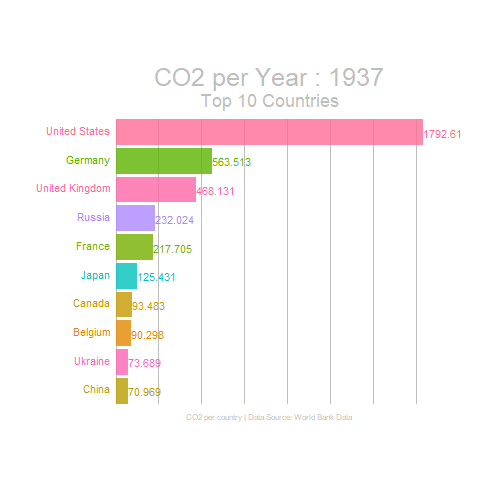 CO2 per Year : 1937
Top 10 Countries
United States 1792.61
Germany 563.513
United Kingdom 468.131
Russia 232.024
France 217.705
Japan 125.431
Canada 93.483
Belgium 90.298
Ukraine 73.689
China 70.969
CO2 per country | Data Source: World Bank Data